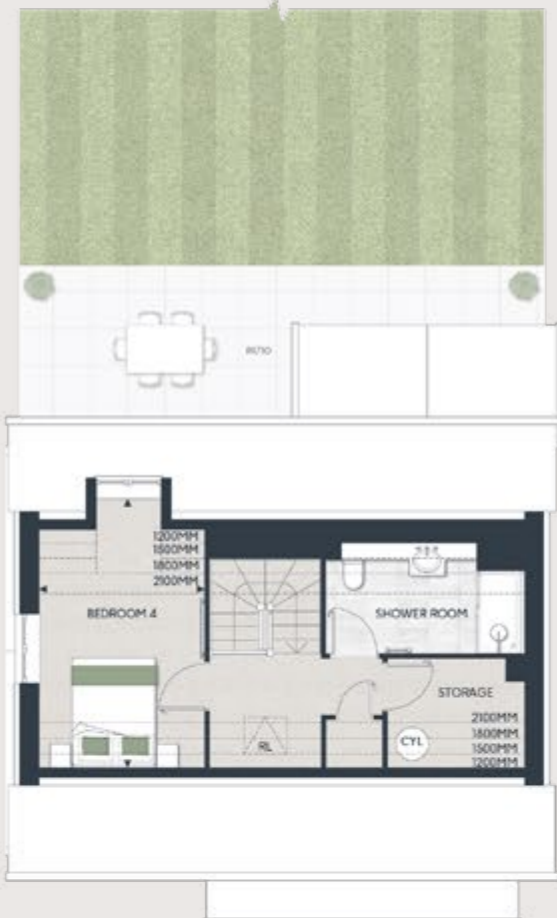 PATIO
1200MM
1500MM
1800MM
2100MM
BEDROOM 4
SHOWER ROOM
STORAGE
2100MM
1800MM
1500MM
1200MM
CYL
RL